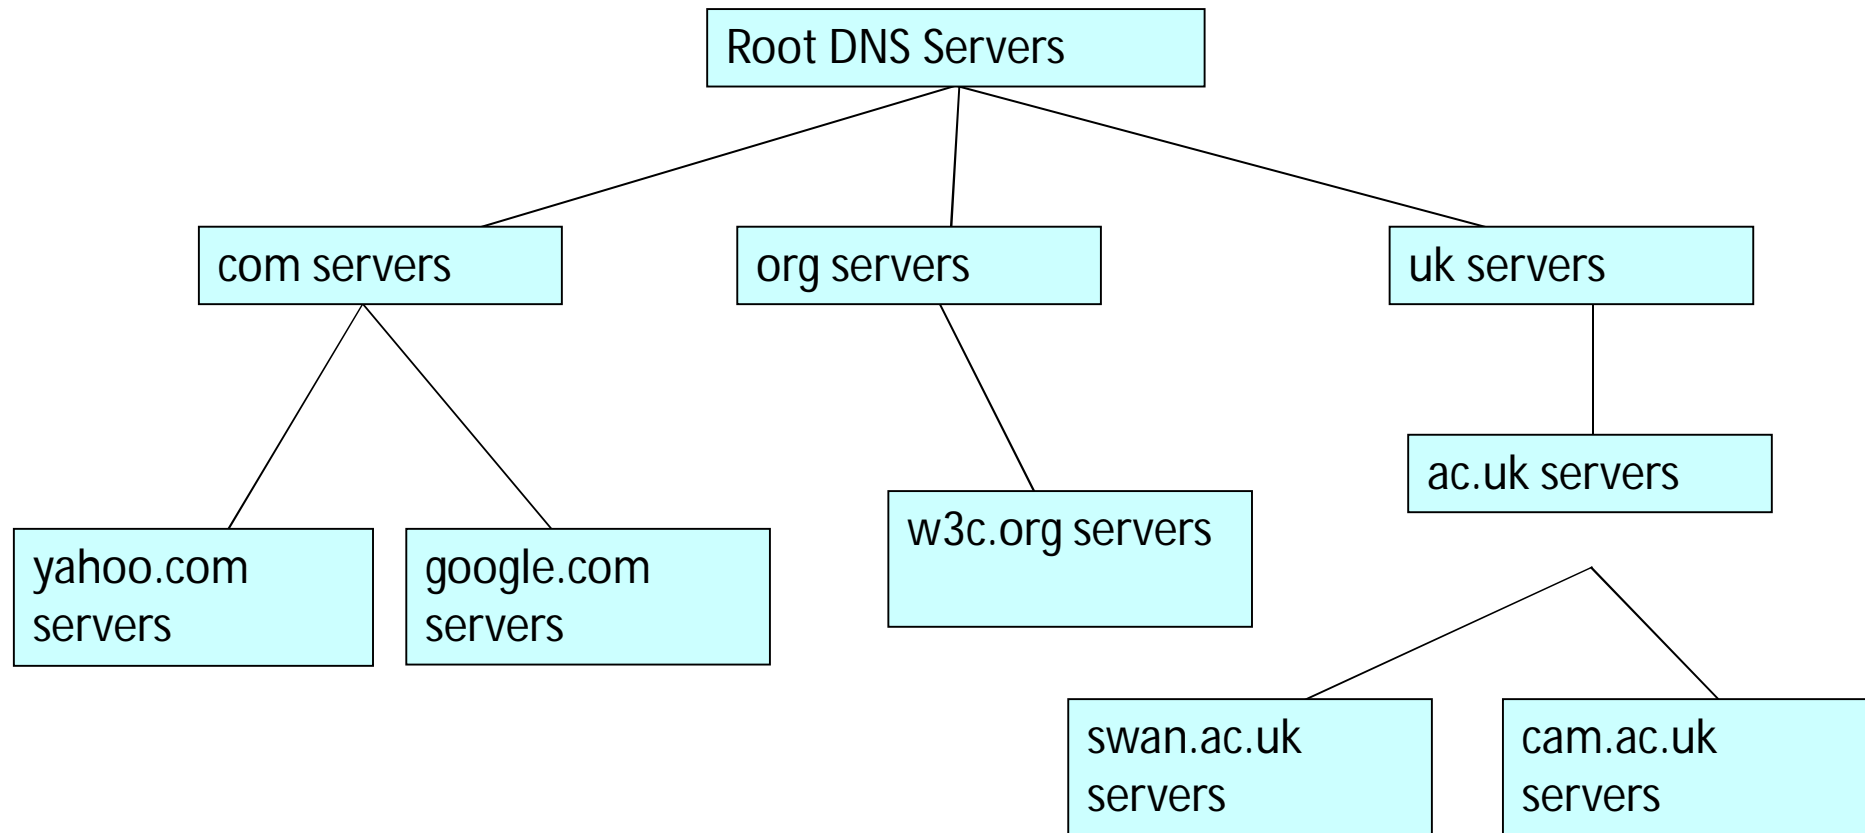 Root DNS Servers
com servers
org servers
uk servers
ac.uk servers
w3c.org servers
yahoo.com
servers
google.com
servers
swan.ac.uk
servers
cam.ac.uk
servers